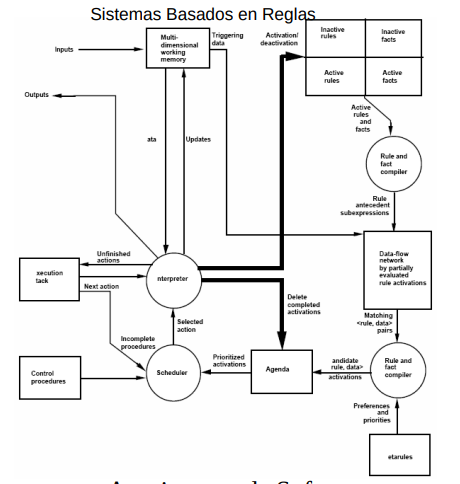 Sistemas Basados en Reglas
Inputs
Multi-
dimensional
working
memory
Triggering
data
Activation/
deactivation
Inactive
rules
Inactive
facts
Active
rules
Active
facts
Outputs
ata
Updates
Active
rules
and
facts
Rule and
fact
compiler
Rule
antecedent
subexpressions
Unfinished
actions
xecution
tack
Next action
nterpreter
Data-flow
network
by partially
evaluated
rule activations
Delete
completed
activations
Selected
action
Incomplete
procedures
Matching
<rule, data>
pairs
Control
procedures
Scheduler
Prioritized
activations
Agenda
andidate
rule, data>
activations
Rule and
fact
compiler
Preferences
and
priorities
etarules